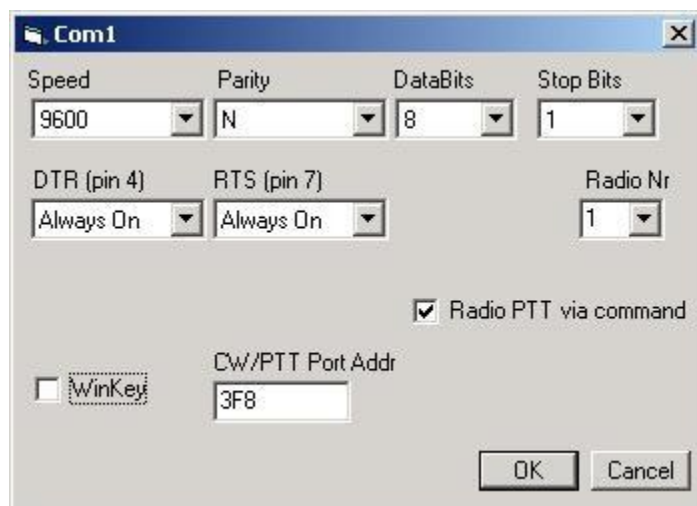 Com1
Speed Parity DataBits Stop Bits
9600 N 8 1
DTR (pin 4) RTS (pin 7) Radio Nr
Always On Always On 1
Radio PTT via command
CW/PTT Port Addr
WinKey
3F8
OK Cancel